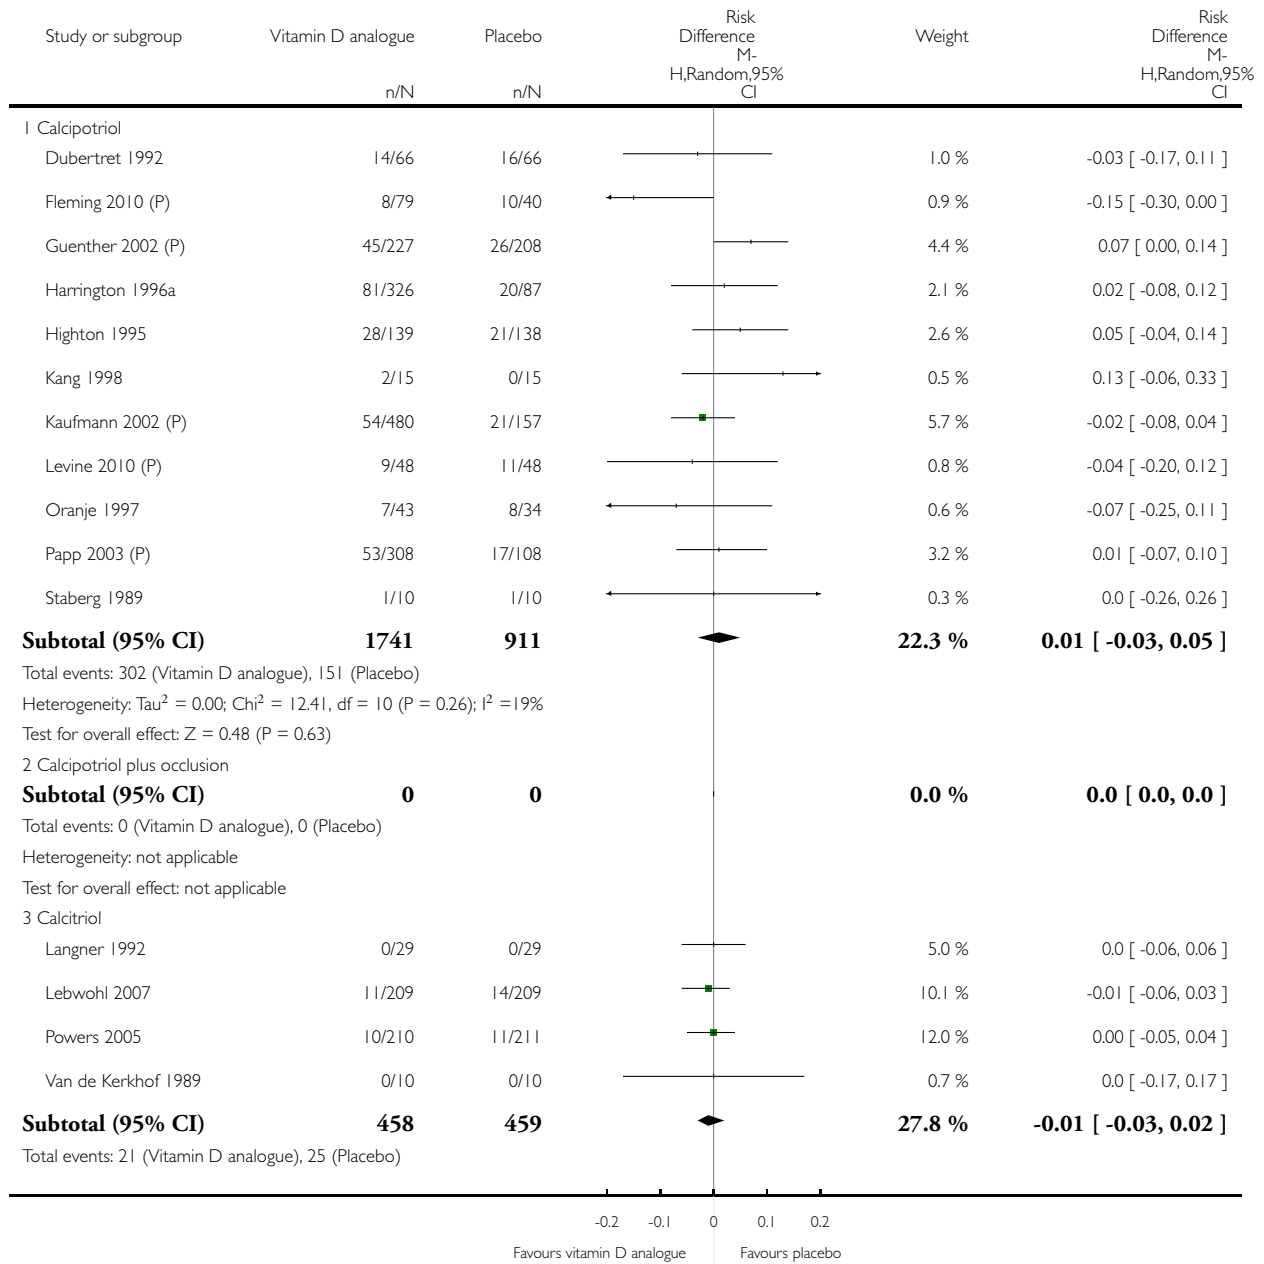 Study or subgroup Vitamin D analogue Placebo Risk Difference Weight Risk Difference
M-H,Random,95% CI M-H,Random,95% CI
n/N n/N
1 Calcipotriol
Dubertret 1992 14/66 16/66 1.0 % -0.03 [ -0.17, 0.11 ]
Fleming 2010 (P) 8/79 10/40 0.9 % -0.15 [ -0.30, 0.00 ]
Guenther 2002 (P) 45/227 26/208 4.4 % 0.07 [ 0.00, 0.14 ]
Harrington 1996a 81/326 20/87 2.1 % 0.02 [ -0.08, 0.12 ]
Highton 1995 28/139 21/138 2.6 % 0.05 [ -0.04, 0.14 ]
Kang 1998 2/15 0/15 0.5 % 0.13 [ -0.06, 0.33 ]
Kaufmann 2002 (P) 54/480 21/157 5.7 % -0.02 [ -0.08, 0.04 ]
Levine 2010 (P) 9/48 11/48 0.8 % -0.04 [ -0.20, 0.12 ]
Oranje 1997 7/43 8/34 0.6 % -0.07 [ -0.25, 0.11 ]
Papp 2003 (P) 53/308 17/108 3.2 % 0.01 [ -0.07, 0.10 ]
Staberg 1989 1/10 1/10 0.3 % 0.0 [ -0.26, 0.26 ]
Subtotal (95% CI) 1741 911 22.3 % 0.01 [ -0.03, 0.05 ]
Total events: 302 (Vitamin D analogue), 151 (Placebo)
Heterogeneity: Tau² = 0.00; Chi² = 12.41, df = 10 (P = 0.26); I² =19%
Test for overall effect: Z = 0.48 (P = 0.63)
2 Calcipotriol plus occlusion
Subtotal (95% CI) 0 0 0.0 % 0.0 [ 0.0, 0.0 ]
Total events: 0 (Vitamin D analogue), 0 (Placebo)
Heterogeneity: not applicable
Test for overall effect: not applicable
3 Calcitriol
Langner 1992 0/29 0/29 5.0 % 0.0 [ -0.06, 0.06 ]
Lebwohl 2007 11/209 14/209 10.1 % -0.01 [ -0.06, 0.03 ]
Powers 2005 10/210 11/211 12.0 % 0.00 [ -0.05, 0.04 ]
Van de Kerkhof 1989 0/10 0/10 0.7 % 0.0 [ -0.17, 0.17 ]
Subtotal (95% CI) 458 459 27.8 % -0.01 [ -0.03, 0.02 ]
Total events: 21 (Vitamin D analogue), 25 (Placebo)
-0.2 -0.1 0 0.1 0.2
Favours vitamin D analogue Favours placebo